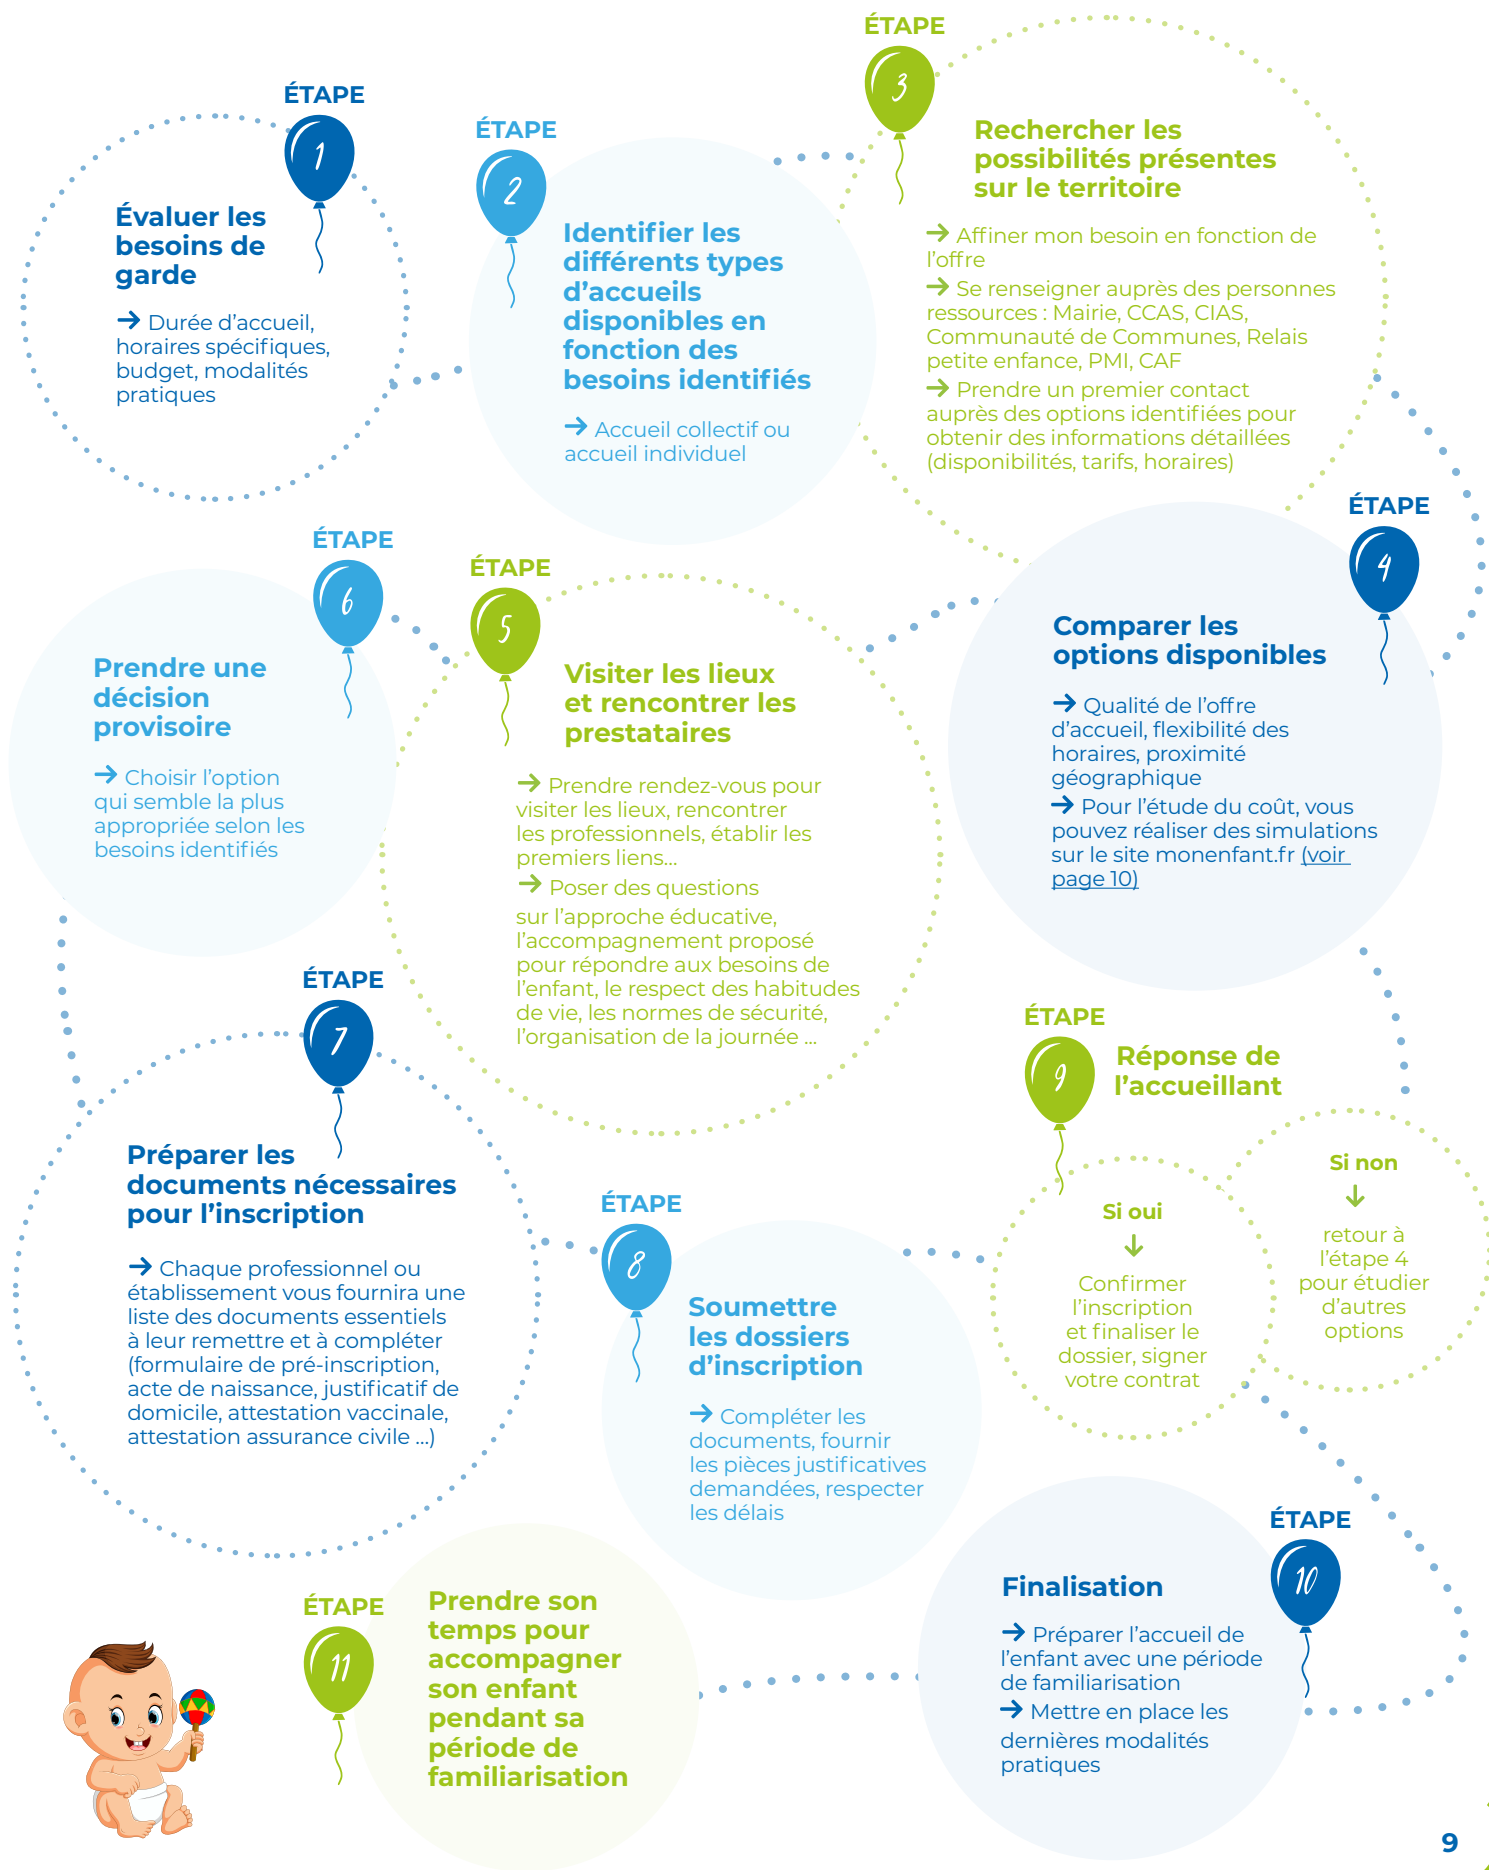 ÉTAPE
1
Évaluer les
besoins de
garde
→ Durée d’accueil,
horaires spécifiques,
budget, modalités
pratiques
ÉTAPE
2
Identifier les
différents types
d’accueils
disponibles en
fonction des
besoins identifiés
→ Accueil collectif ou
accueil individuel
ÉTAPE
3
Rechercher les
possibilités présentes
sur le territoire
→ Affiner mon besoin en fonction de
l’offre
→ Se renseigner auprès des personnes
ressources : Mairie, CCAS, CIAS,
Communauté de Communes, Relais
petite enfance, PMI, CAF
→ Prendre un premier contact
auprès des options identifiées pour
obtenir des informations détaillées
(disponibilités, tarifs, horaires)
ÉTAPE
4
Comparer les
options disponibles
→ Qualité de l’offre
d’accueil, flexibilité des
horaires, proximité
géographique
→ Pour l’étude du coût, vous
pouvez réaliser des simulations
sur le site monenfant.fr (voir
page 10)
ÉTAPE
5
Visiter les lieux
et rencontrer les
prestataires
→ Prendre rendez-vous pour
visiter les lieux, rencontrer
les professionnels, établir les
premiers liens...
→ Poser des questions
sur l’approche éducative,
l’accompagnement proposé
pour répondre aux besoins de
l’enfant, le respect des habitudes
de vie, les normes de sécurité,
l’organisation de la journée ...
ÉTAPE
6
Prendre une
décision
provisoire
→ Choisir l’option
qui semble la plus
appropriée selon les
besoins identifiés
ÉTAPE
7
Préparer les
documents nécessaires
pour l’inscription
→ Chaque professionnel ou
établissement vous fournira une
liste des documents essentiels
à leur remettre et à compléter
(formulaire de pré-inscription,
acte de naissance, justificatif de
domicile, attestation vaccinale,
attestation assurance civile ...)
ÉTAPE
8
Soumettre
les dossiers
d’inscription
→ Compléter les
documents, fournir
les pièces justificatives
demandées, respecter
les délais
ÉTAPE
9
Réponse de
l’accueillant
Si oui
↓
Confirmer
l’inscription
et finaliser le
dossier, signer
votre contrat
Si non
↓
retour à
l’étape 4
pour étudier
d’autres
options
ÉTAPE
10
Finalisation
→ Préparer l’accueil de
l’enfant avec une période
de familiarisation
→ Mettre en place les
dernières modalités
pratiques
ÉTAPE
11
Prendre son
temps pour
accompagner
son enfant
pendant sa
période de
familiarisation
9